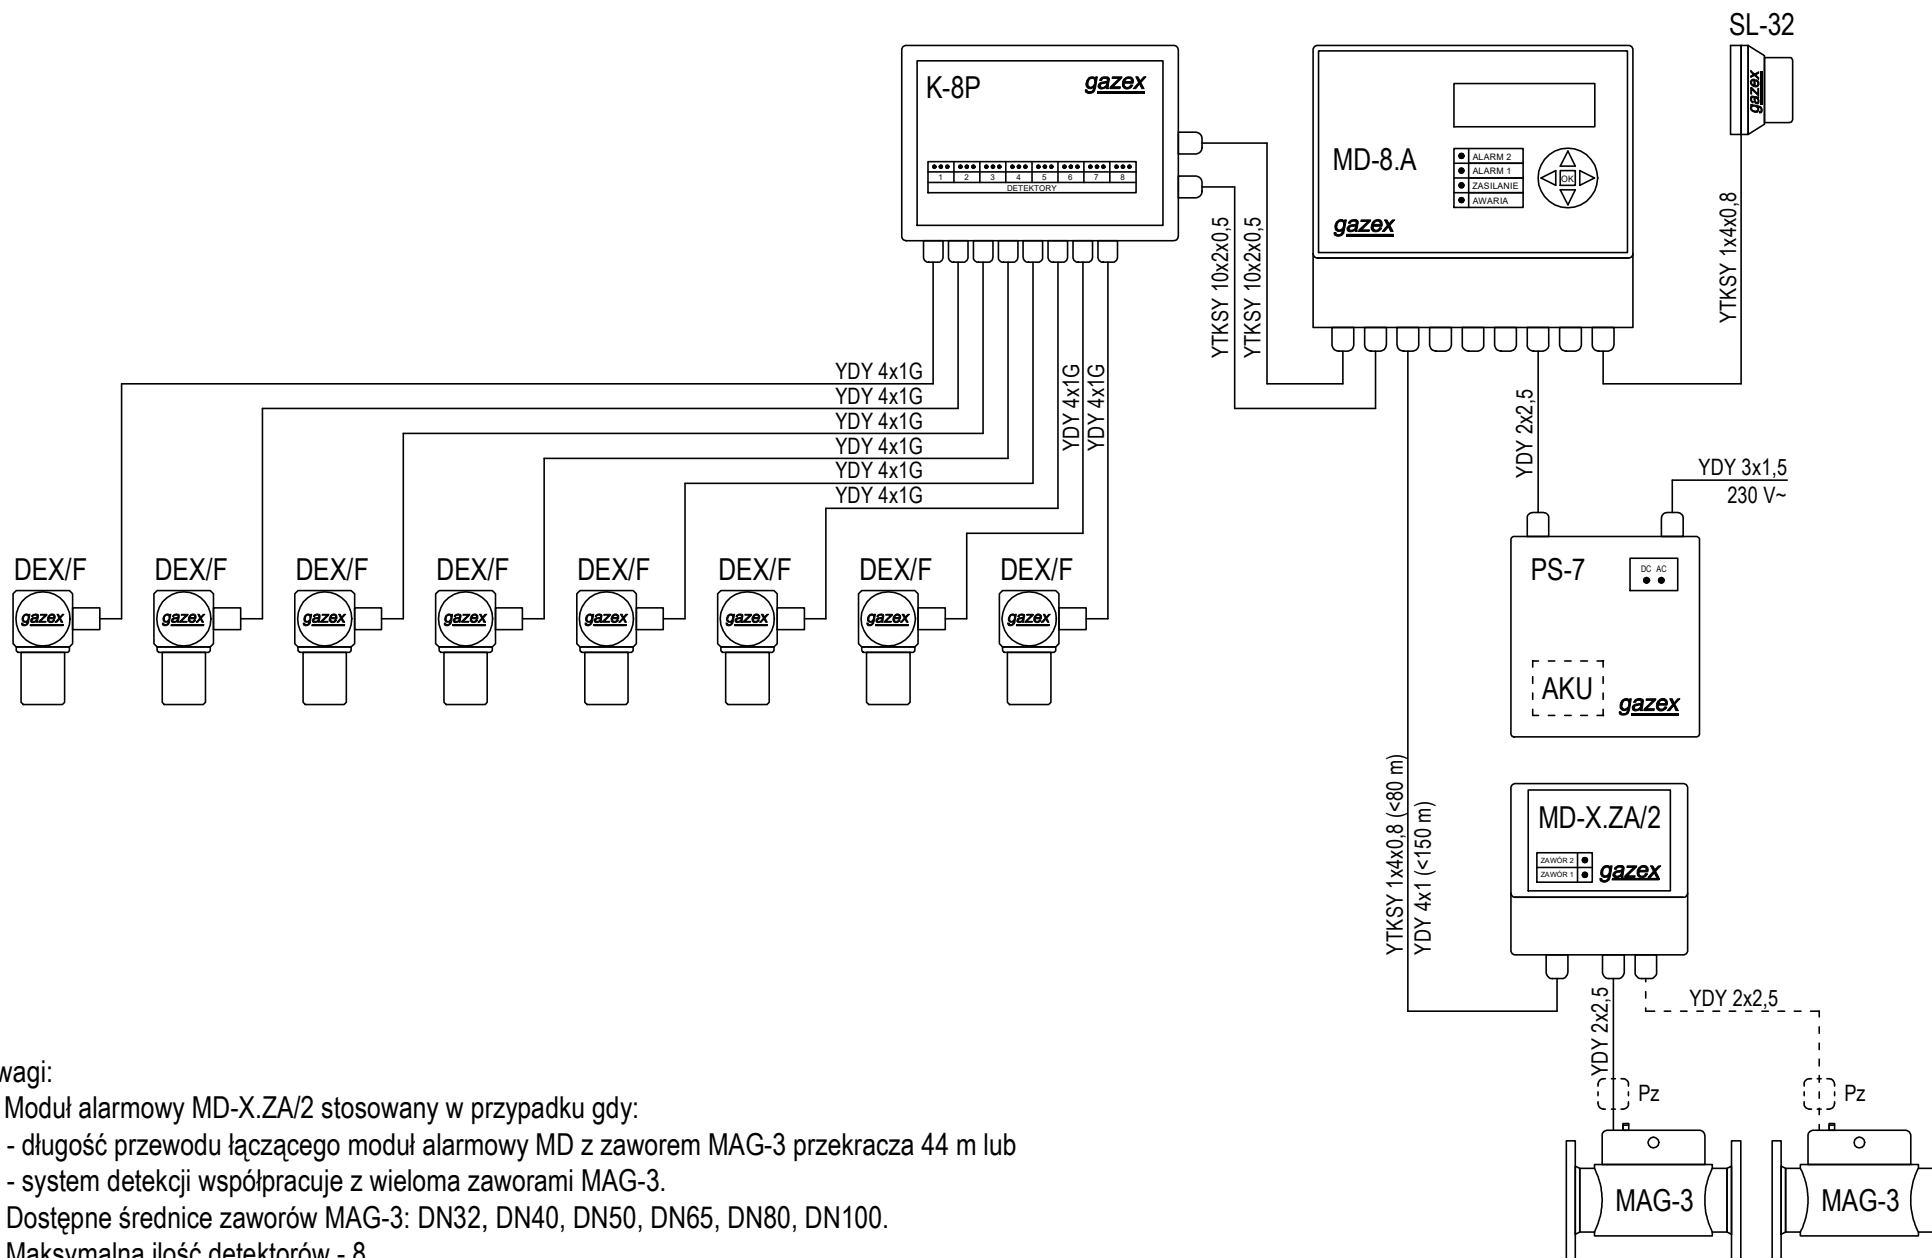 SL-32
gazex
K-8P gazex
1 2 3 4 5 6 7 8
DETEKTORY
MD-8.A
ALARM 2
ALARM 1
ZASILANIE
AWARIA
OK
gazex
YTKSY 10x2x0,5
YTKSY 10x2x0,5
YTKSY 1x4x0,8
YDY 4x1G
YDY 4x1G
YDY 4x1G
YDY 4x1G
YDY 4x1G
YDY 4x1G
YDY 4x1G
YDY 4x1G
YDY 2x2,5
YDY 3x1,5
230 V~
DEX/F DEX/F DEX/F DEX/F DEX/F DEX/F DEX/F DEX/F
gazex gazex gazex gazex gazex gazex gazex gazex
PS-7
DC AC
AKU
gazex
YTKSY 1x4x0,8 (<80 m)
YDY 4x1 (<150 m)
MD-X.ZA/2
ZAWÓR 2
ZAWÓR 1
gazex
YDY 2x2,5
YDY 2x2,5
Pz Pz
MAG-3 MAG-3
wagi:
Moduł alarmowy MD-X.ZA/2 stosowany w przypadku gdy:
- długość przewodu łączącego moduł alarmowy MD z zaworem MAG-3 przekracza 44 m lub
- system detekcji współpracuje z wieloma zaworami MAG-3.
Dostępne średnice zaworów MAG-3: DN32, DN40, DN50, DN65, DN80, DN100.
Maksymalna ilość detektorów - 8